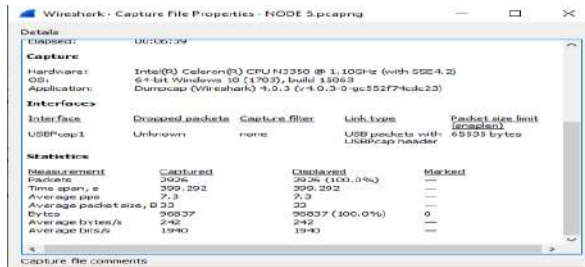 Wireshark · Capture File Properties · NODE 5.pcapng
Details
Elapsed: 00:06:39
Capture
Hardware: Intel(R) Celeron(R) CPU N3350 @ 1.10GHz (with SSE4.2)
OS: 64-bit Windows 10 (1703), build 15063
Application: Dumpcap (Wireshark) 4.0.3 (v4.0.3-0-gc552f74cdc23)
Interfaces
Interface Dropped packets Capture filter Link type Packet size limit (snaplen)
USBPcap1 Unknown none USB packets with USBPcap header 65535 bytes
Statistics
Measurement Captured Displayed Marked
Packets 2926 2926 (100.0%) —
Time span, s 399.292 399.292 —
Average pps 7.3 7.3 —
Average packet size, B 33 33 —
Bytes 96837 96837 (100.0%) 0
Average bytes/s 242 242 —
Average bits/s 1940 1940 —
Capture file comments